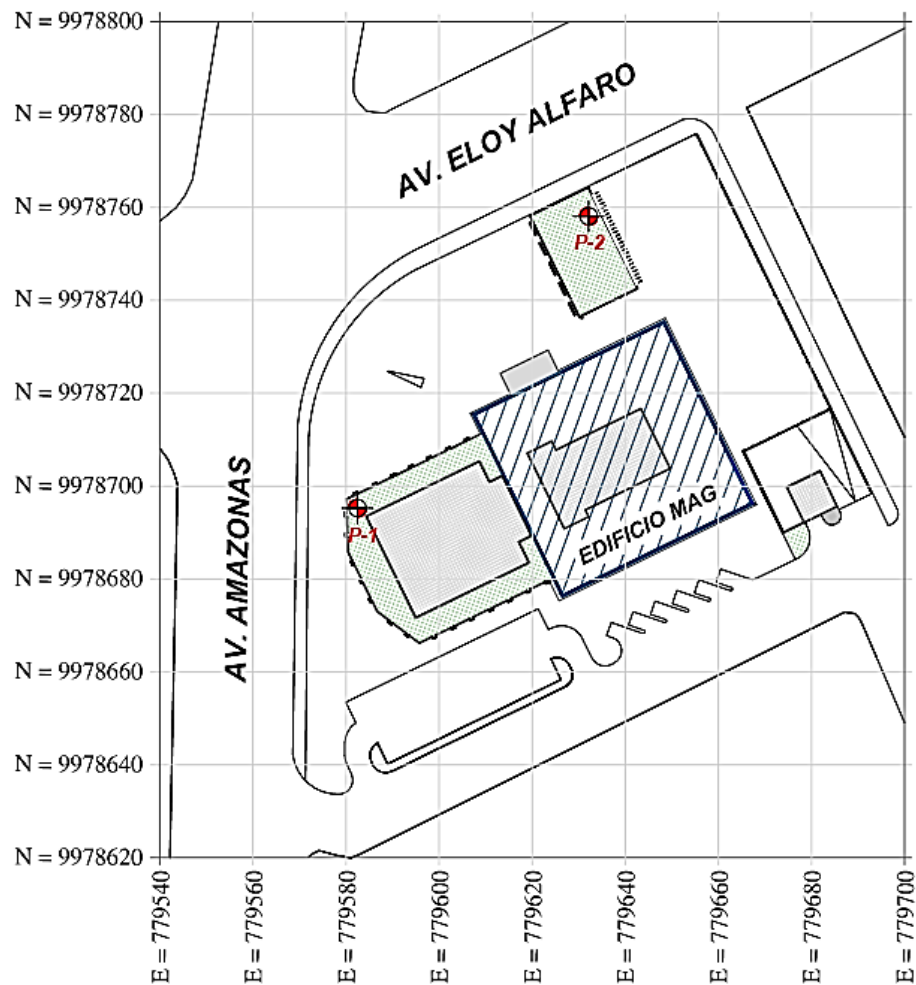 N = 9978800
N = 9978780
N = 9978760
N = 9978740
N = 9978720
N = 9978700
N = 9978680
N = 9978660
N = 9978640
N = 9978620
AV. ELOY ALFARO
P-2
P-1
EDIFICIO MAG
AV. AMAZONAS
E = 779540
E = 779560
E = 779580
E = 779600
E = 779620
E = 779640
E = 779660
E = 779680
E = 779700